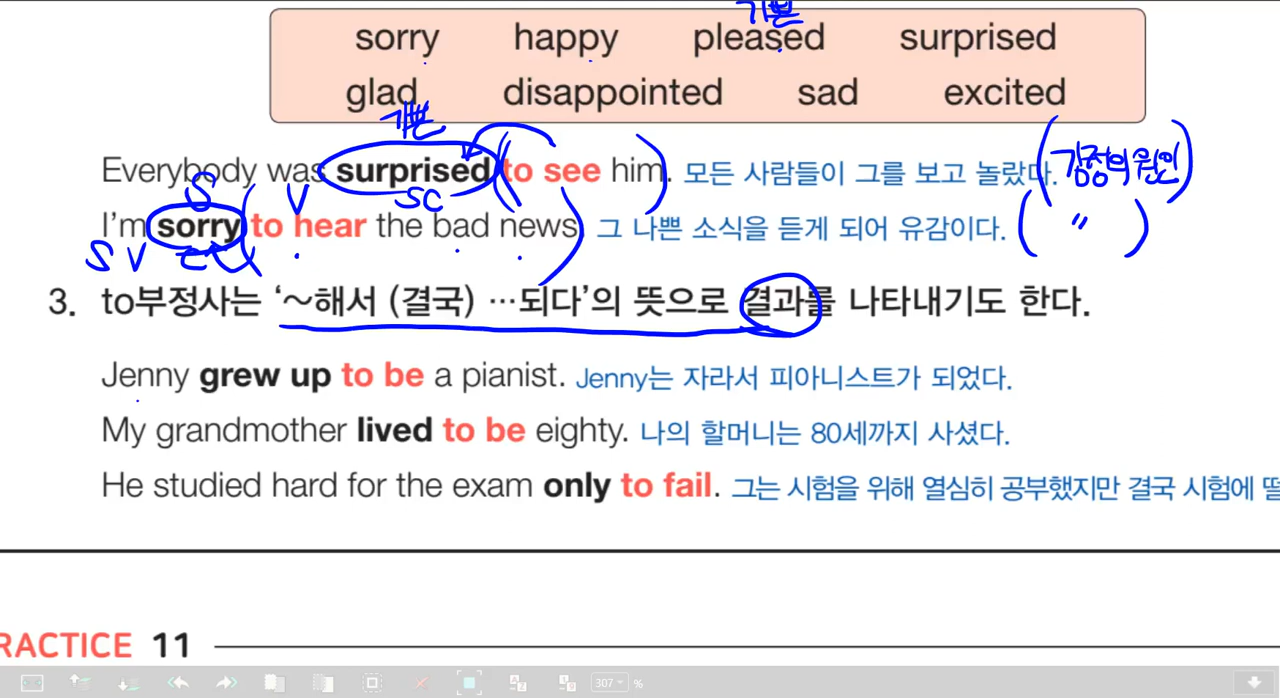 기쁜
sorry happy pleased surprised
glad disappointed sad excited
Everybody was surprised to see him. 모든 사람들이 그를 보고 놀랐다. (감정의 원인)
S V SC
I'm sorry to hear the bad news. 그 나쁜 소식을 듣게 되어 유감이다. ( " )
S V
3. to부정사는 ‘~해서 (결국) …되다’의 뜻으로 결과를 나타내기도 한다.
Jenny grew up to be a pianist. Jenny는 자라서 피아니스트가 되었다.
My grandmother lived to be eighty. 나의 할머니는 80세까지 사셨다.
He studied hard for the exam only to fail. 그는 시험을 위해 열심히 공부했지만 결국 시험에 떨
RACTICE 11
307 %